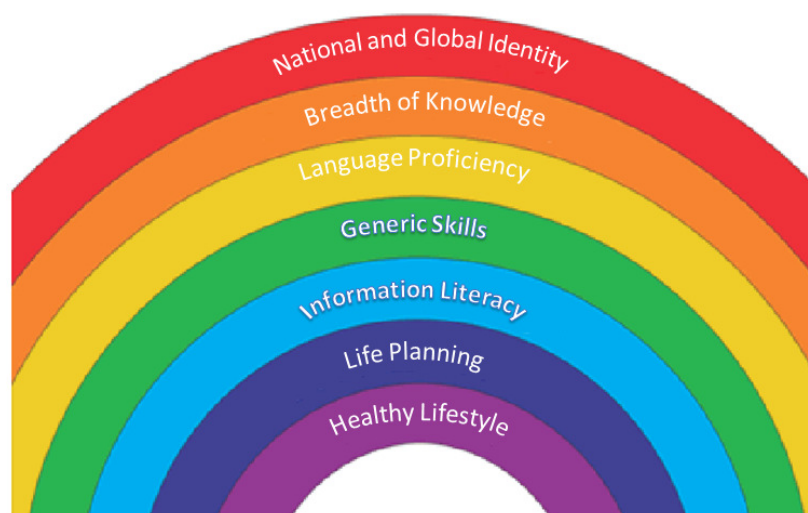 National and Global Identity
Breadth of Knowledge
Language Proficiency
Generic Skills
Information Literacy
Life Planning
Healthy Lifestyle